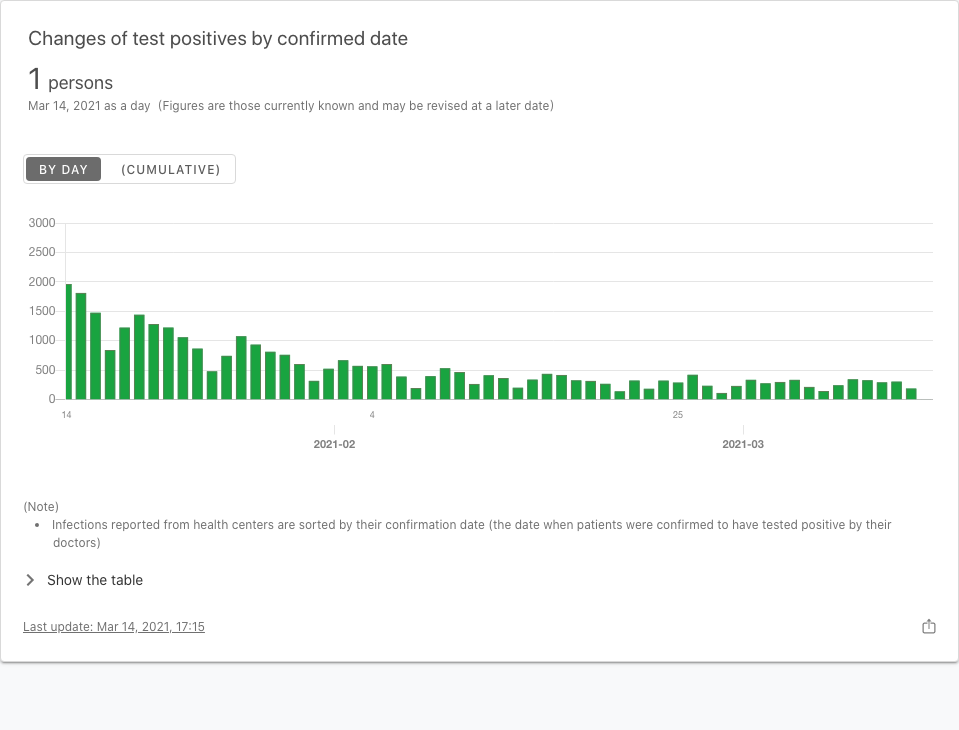 Changes of test positives by confirmed date
1 persons
Mar 14, 2021 as a day (Figures are those currently known and may be revised at a later date)
BY DAY (CUMULATIVE)
3000
2500
2000
1500
1000
500
0
14 4 25
2021-02 2021-03
(Note)
• Infections reported from health centers are sorted by their confirmation date (the date when patients were confirmed to have tested positive by their
doctors)
Show the table
Last update: Mar 14, 2021, 17:15